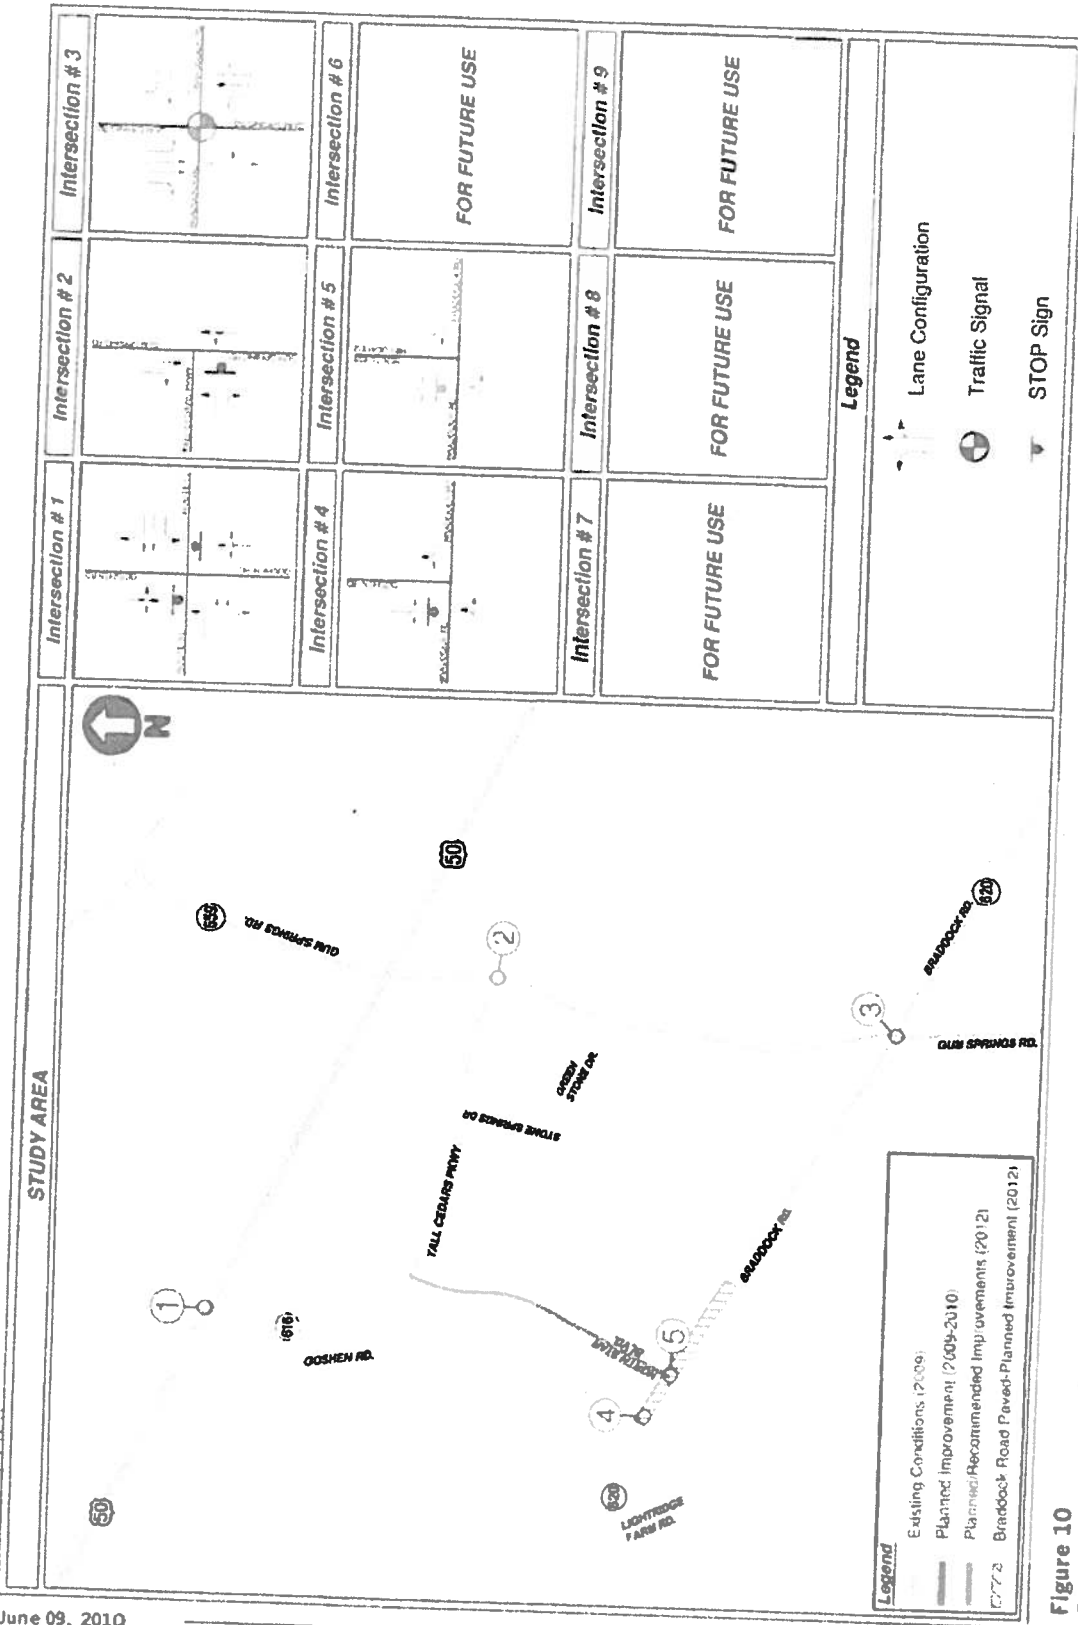 June 09, 2010
STUDY AREA
50
659
GUM SPRINGS RD.
50
1
616
GOSHEN RD.
2
TALL CEDARS PKWY
STONE SPRINGS DR
GREEN
STONE DR.
3
BRADDOCK RD.
620
GUM SPRINGS RD.
BRADDOCK Rd.
NORTH STAR
BLVD.
4
5
620
LIGHTRIDGE
FARM RD.
N
Legend
Existing Conditions (2009)
Planned Improvement (2009-2010)
Planned/Recommended Improvements (2012)
Braddock Road Paved-Planned Improvement (2012)
Intersection # 1
Intersection # 2
Intersection # 3
Intersection # 4
Intersection # 5
Intersection # 6
FOR FUTURE USE
Intersection # 7
Intersection # 8
Intersection # 9
FOR FUTURE USE
FOR FUTURE USE
FOR FUTURE USE
Legend
Lane Configuration
Traffic Signal
STOP Sign
Figure 10